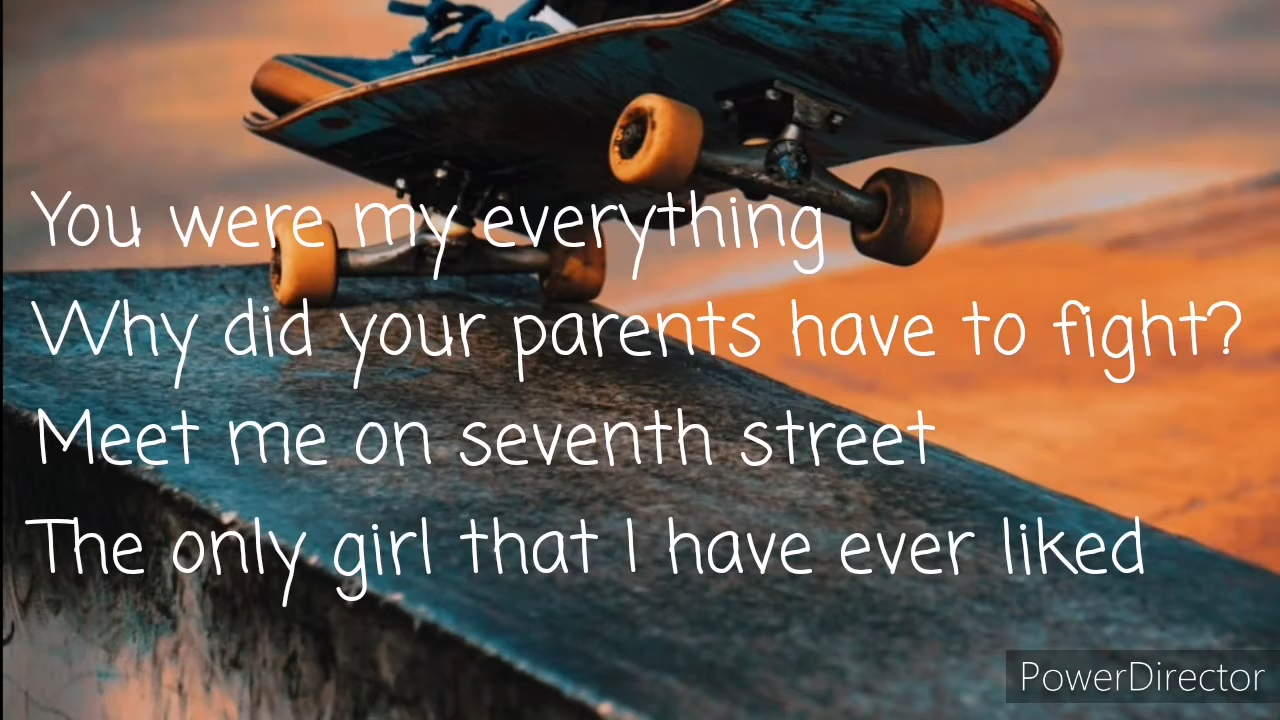 You were my everything
Why did your parents have to fight?
Meet me on seventh street
The only girl that I have ever liked
PowerDirector